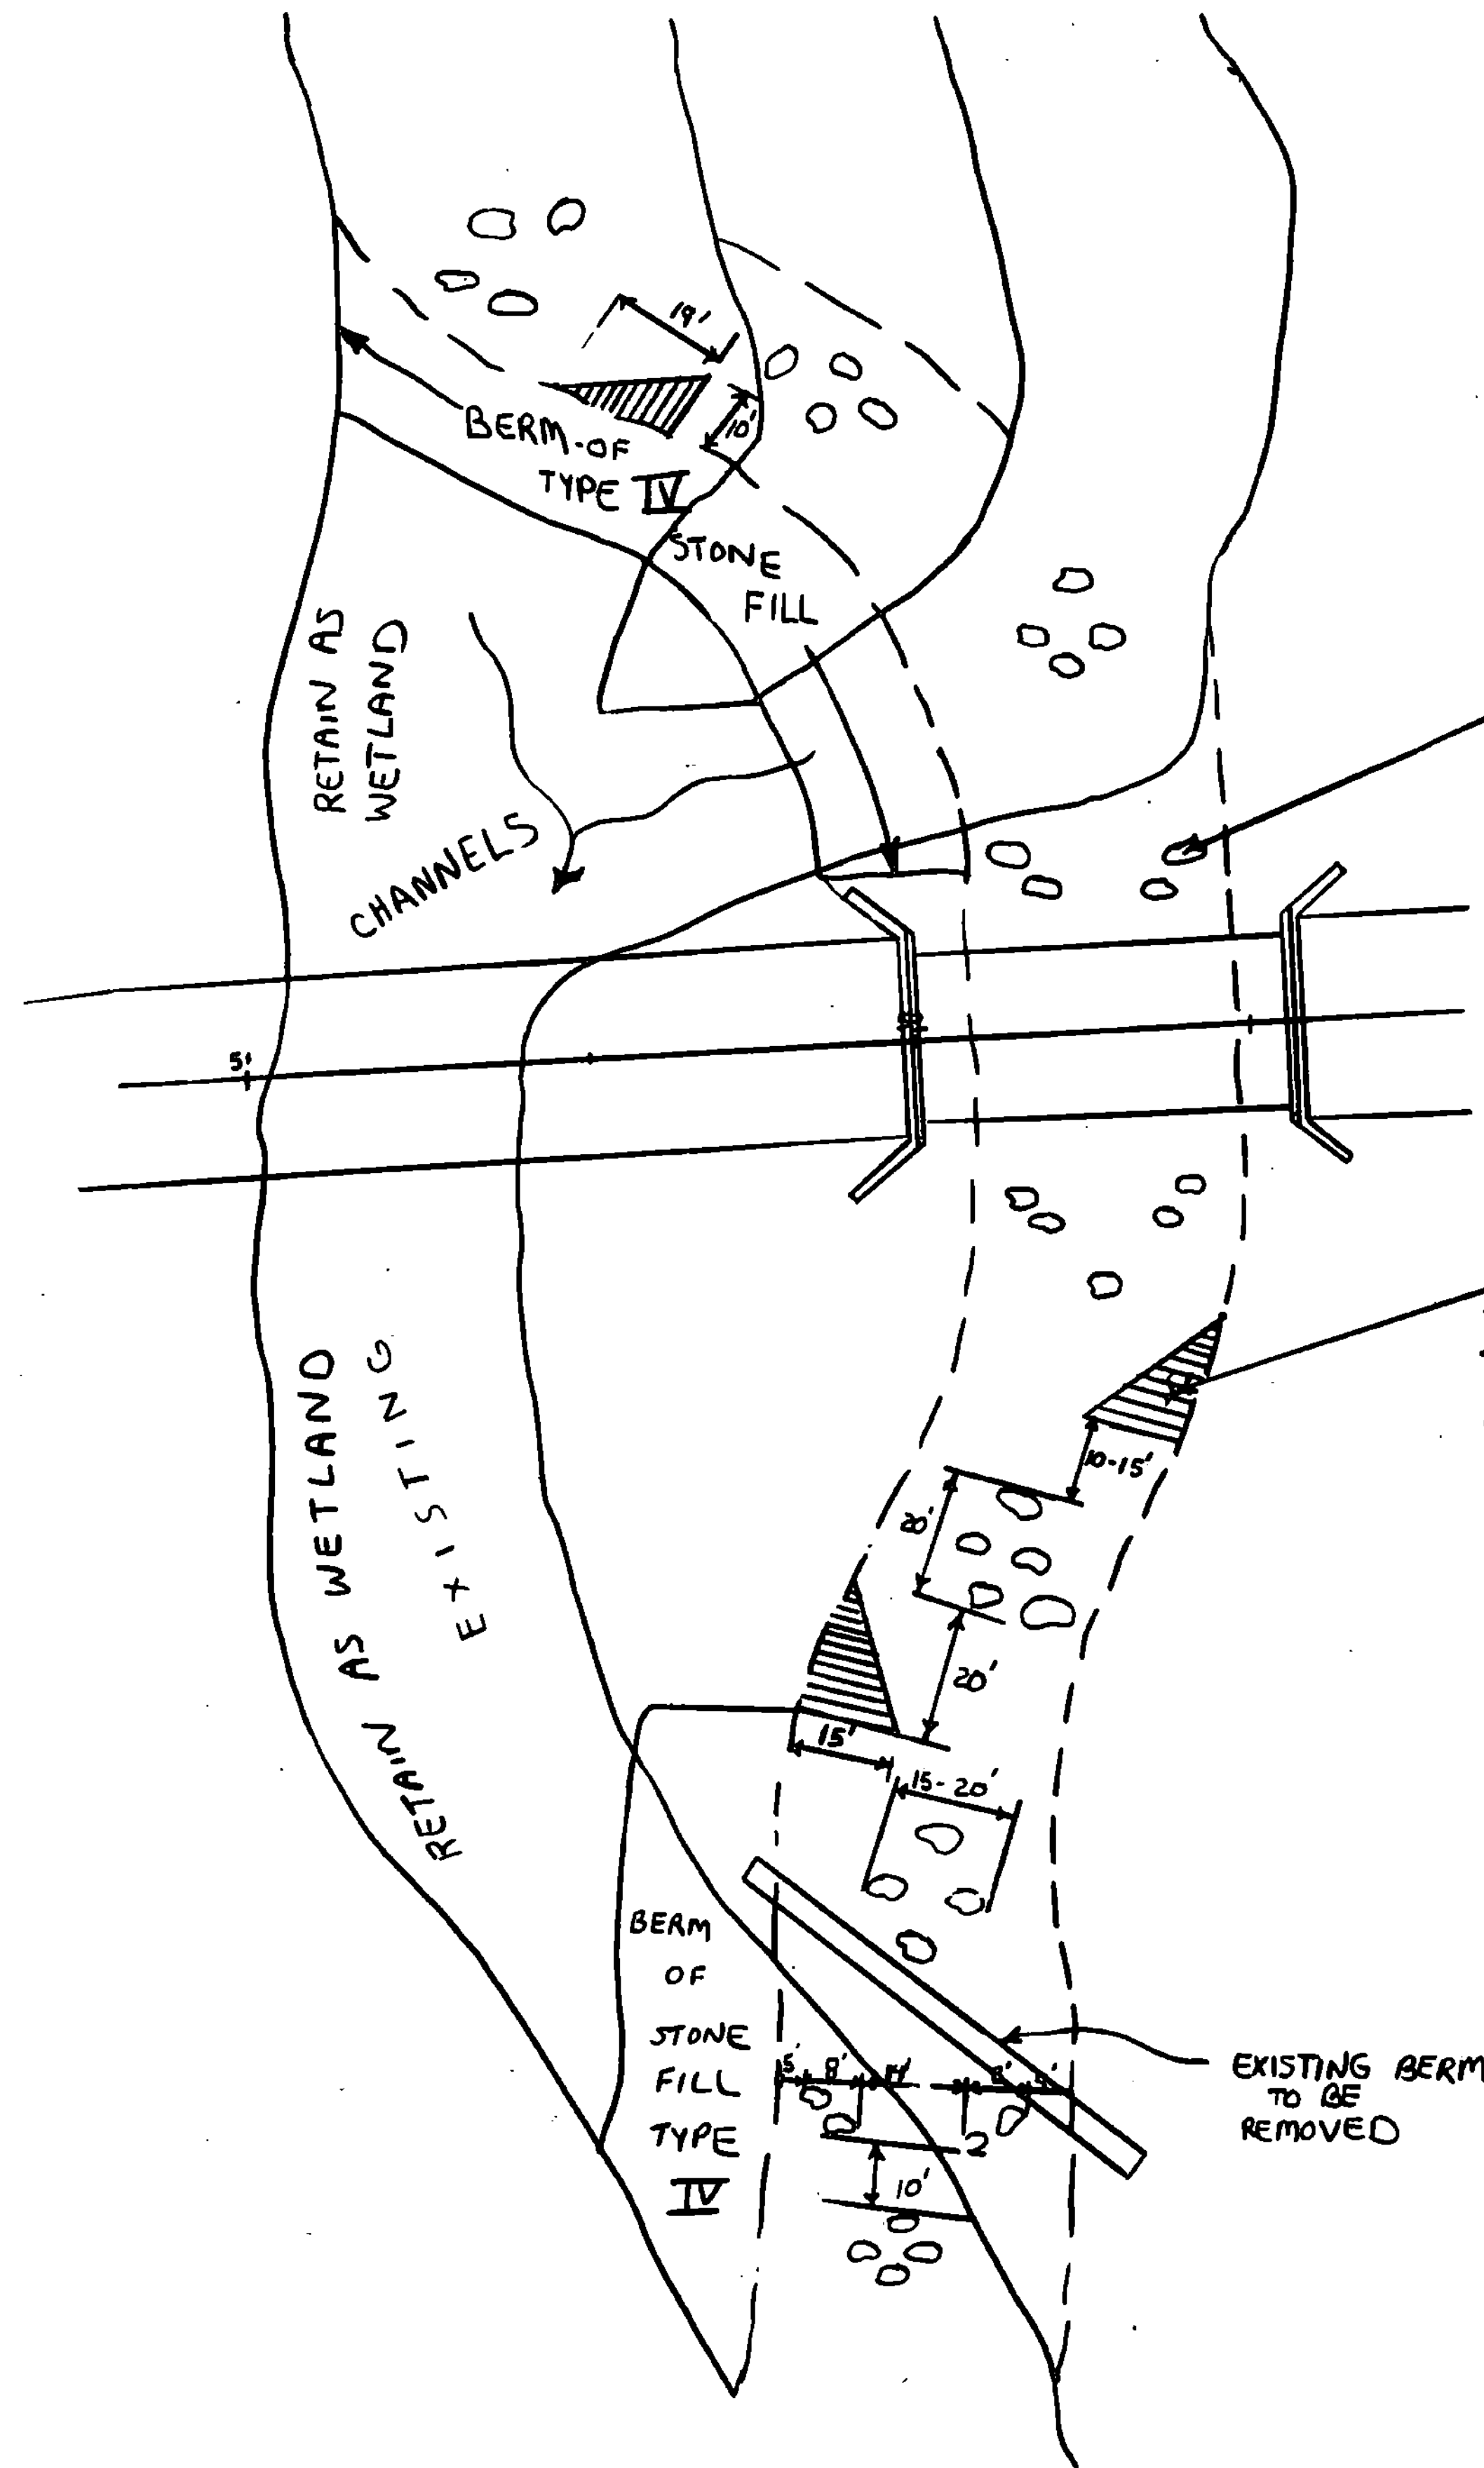 19'
10'
BERM OF
TYPE IV
STONE
FILL
RETAIN AS
WETLAND
CHANNELS
5'
RETAIN AS WETLAND
EXISTING
10-15'
20'
20'
15'
15-20'
BERM
OF
STONE
FILL
TYPE
IV
5'
8'
8'
2
10'
EXISTING BERM
TO BE
REMOVED